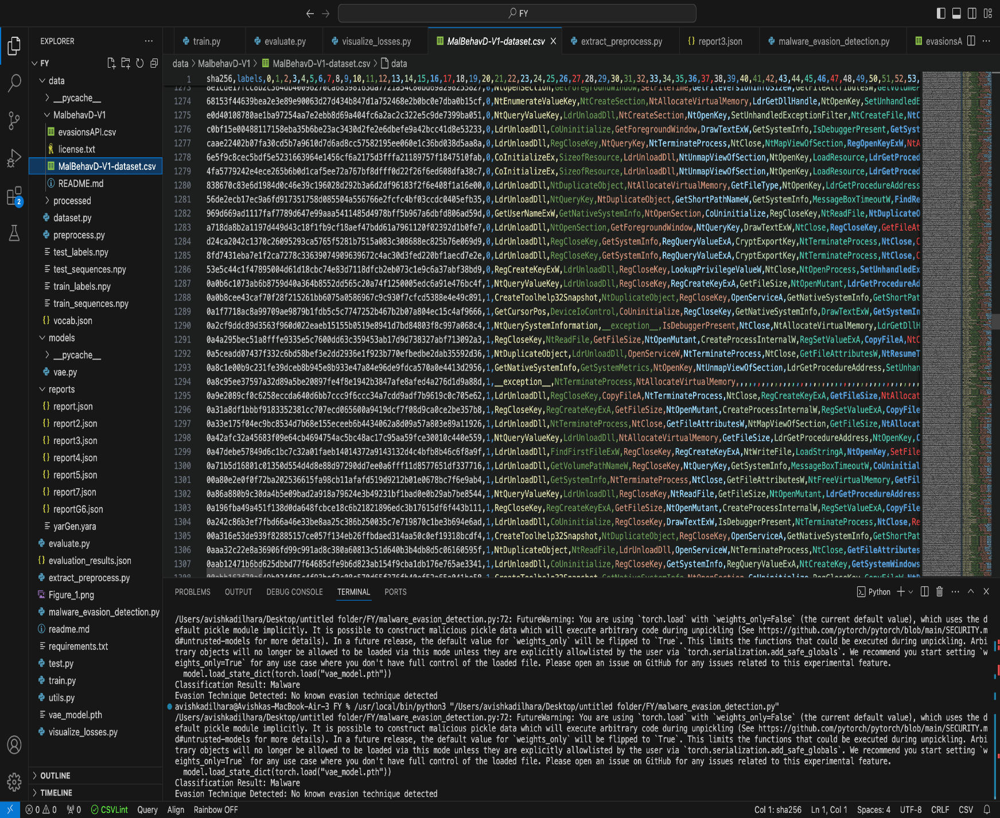 FY
EXPLORER
train.py
evaluate.py
visualize_losses.py
MalBehavD-V1-dataset.csv
extract_preprocess.py
report3.json
malware_evasion_detection.py
evasionsA
FY
data
__pycache__
MalbehavD-V1
evasionsAPI.csv
license.txt
MalBehavD-V1-dataset.csv
README.md
processed
dataset.py
preprocess.py
test_labels.npy
test_sequences.npy
train_labels.npy
train_sequences.npy
vocab.json
models
__pycache__
vae.py
reports
report.json
report2.json
report3.json
report4.json
report5.json
report7.json
reportG6.json
yarGen.yara
evaluate.py
evaluation_results.json
extract_preprocess.py
Figure_1.png
malware_evasion_detection.py
readme.md
requirements.txt
test.py
train.py
utils.py
vae_model.pth
visualize_losses.py
OUTLINE
TIMELINE
data > MalbehavD-V1 > MalBehavD-V1-dataset.csv > data
1 sha256,labels,0,1,2,3,4,5,6,7,8,9,10,11,12,13,14,15,16,17,18,19,20,21,22,23,24,25,26,27,28,29,30,31,32,33,34,35,36,37,38,39,40,41,42,43,44,45,46,47,48,49,50,51,52,53,
1274 68153f44639bea2e3e89e90063d27d434b847d1a752468e2b0bc0e7dba0b15cf,0,NtEnumerateValueKey,NtCreateSection,NtAllocateVirtualMemory,LdrGetDllHandle,NtOpenKey,SetUnhandledE
1275 e0d40108780ae1ba97254aa7e2ebb8d69a404fc6a2ac2c322e5c9de7399ba051,0,NtQueryValueKey,LdrUnloadDll,NtCreateSection,NtOpenKey,SetUnhandledExceptionFilter,NtCreateFile,NtC
1276 c0bf15e00488117158eba35b6be23ac3430d2fe2e6dbefe9a42bcc41d8e53233,0,LdrUnloadDll,CoUninitialize,GetForegroundWindow,DrawTextExW,GetSystemInfo,IsDebuggerPresent,GetSyst
1277 caae22402b07fa30cd5b7a9610d7d6ad8cc57582195ee060e1c36bd038d5aa8a,0,LdrUnloadDll,RegCloseKey,NtQueryKey,NtTerminateProcess,NtClose,NtMapViewOfSection,RegOpenKeyExW,NtA
1278 6e5f9c8cec5bdf5e5231663964e1456cf6a2175d3fffa21189757f1847510fab,0,CoInitializeEx,SizeofResource,LdrUnloadDll,NtUnmapViewOfSection,NtOpenKey,LoadResource,LdrGetProced
1279 4fa5779242e4ece265b6b0d1caf5ee72a767bf8dfff0d22f26f6ed608dfa38c7,0,CoInitializeEx,SizeofResource,LdrUnloadDll,NtUnmapViewOfSection,NtOpenKey,LoadResource,LdrGetProced
1280 838670c83e6d1984d0c46e39c196028d292b3a6d2df96183f2f6e408f1a16e00,0,LdrUnloadDll,NtDuplicateObject,NtAllocateVirtualMemory,GetFileType,NtOpenKey,LdrGetProcedureAddress
1281 56de2ecb17ec9a6fd917351758d085504a556766e2fcfc4bf03ccdc0405efb35,0,LdrUnloadDll,NtQueryKey,NtDuplicateObject,GetShortPathNameW,GetSystemInfo,MessageBoxTimeoutW,FindRe
1282 969d669ad1117faf7789d647e99aaa5411485d4978bff5b967a6dbfd806ad59d,0,GetUserNameExW,GetNativeSystemInfo,NtOpenSection,CoUninitialize,RegCloseKey,NtReadFile,NtDuplicateO
1283 a718da8b2a1197d449d43c18f1fb9cf18aef47bdd61a7961120f02392d1b0fe7,0,LdrUnloadDll,NtOpenSection,GetForegroundWindow,NtQueryKey,DrawTextExW,NtClose,RegCloseKey,GetFileAt
1284 d24ca2042c1370c26095293ca5765f5281b7515a083c308688ec825b76e069d9,0,LdrUnloadDll,RegCloseKey,GetSystemInfo,RegQueryValueExA,CryptExportKey,NtTerminateProcess,NtClose,C
1285 8fd7431eba7e1f2ca7278c33639074909639672c4ac30d3fed220bf1aecd7e2e,0,LdrUnloadDll,RegCloseKey,GetSystemInfo,RegQueryValueExA,CryptExportKey,NtTerminateProcess,NtClose,C
1286 53e5c44c1f47895004d61d18cbc74e83d7118dfcb2eb073c1e9c6a37abf38bd9,0,RegCreateKeyExW,LdrUnloadDll,RegCloseKey,LookupPrivilegeValueW,NtClose,NtOpenProcess,SetUnhandledEx
1287 0a0b6c1073ab6b8759d40a364b8552dd565c20a74f1250005edc6a91e476bc4f,1,NtQueryValueKey,LdrUnloadDll,RegCloseKey,RegCreateKeyExA,GetFileSize,NtOpenMutant,LdrGetProcedureAd
1288 0a0b8cee43caf70f28f215261bb6075a0586967c9c930f7cfcd5388e4e49c891,1,CreateToolhelp32Snapshot,NtDuplicateObject,RegCloseKey,OpenServiceA,GetNativeSystemInfo,GetShortPat
1289 0a1f7718ac8a99709ae9879b1fdb5c5c7747252b467b2b07a804ec15c4af9666,1,GetCursorPos,DeviceIoControl,CoUninitialize,RegCloseKey,GetNativeSystemInfo,DrawTextExW,GetSystemIn
1290 0a2cf9ddc89d3563f960d022eaeb15155b0519e8941d7bd84803f8c997a068c4,1,NtQuerySystemInformation,__exception__,IsDebuggerPresent,NtClose,NtAllocateVirtualMemory,LdrGetDllH
1291 0a4a295bec51a8fffe9335e5c7600dd63c359453ab17d9d738327abf713092a3,1,RegCloseKey,NtReadFile,GetFileSize,NtOpenMutant,CreateProcessInternalW,RegSetValueExA,CopyFileA,NtC
1292 0a5ceadd07437f332c6bd58bef3e2dd2936e1f923b770efbedbe2dab35592d36,1,NtDuplicateObject,LdrUnloadDll,OpenServiceW,NtTerminateProcess,NtClose,GetFileAttributesW,NtResumeT
1293 0a8c1e00b9c231fe39dceb8b945e8b933e47a84e96de9fdca570a0e4413d2956,1,GetNativeSystemInfo,GetSystemMetrics,NtOpenKey,NtUnmapViewOfSection,LdrGetProcedureAddress,SetUnhan
1294 0a8c95ee37597a32d89a5be20897fe4f8e1942b3847afe8afed4a276d1d9a88d,1,__exception__,NtTerminateProcess,NtAllocateVirtualMemory,,,,,,,,,,,,,,,,,,,,,,,,,,,,,,,,,,,,,,,,,
1295 0a9e2089cf0c6258eccda640d6bb7ccc9f6ccc34a7cdd9adf7b9619c0c705e62,1,LdrUnloadDll,RegCloseKey,CopyFileA,NtTerminateProcess,NtClose,RegCreateKeyExA,GetFileSize,NtAllocat
1296 0a31a8df1bbbf9183352381cc707ecd065600a9419dcf7f08d9ca0ce2be357b8,1,RegCloseKey,RegCreateKeyExA,GetFileSize,NtOpenMutant,CreateProcessInternalW,RegSetValueExA,CopyFile
1297 0a33e175f04ec9bc8534d7b68e155eceeb6b4434062a8d09a57a803e89a11926,1,LdrUnloadDll,NtTerminateProcess,NtClose,GetFileAttributesW,NtMapViewOfSection,GetFileSize,NtAllocat
1298 0a42afc32a45683f09e64cb4694754ac5bc48ac17c95aa59fce30010c440e559,1,NtQueryValueKey,LdrUnloadDll,NtAllocateVirtualMemory,GetFileSize,LdrGetProcedureAddress,NtOpenKey,C
1299 0a47debe57849d6c1bc7c32a01faeb14014372a9143132d4c4bfb8b46c6f8a9f,1,LdrUnloadDll,FindFirstFileExW,RegCloseKey,RegCreateKeyExA,NtWriteFile,LoadStringA,NtOpenKey,SetFile
1300 0a71b5d16801c01350d554d4d8e88d97290dd7ee0a6fff11d8577651df337716,1,LdrUnloadDll,GetVolumePathNameW,RegCloseKey,NtQueryKey,GetSystemInfo,MessageBoxTimeoutW,CoUninitial
1301 00a80e2e0f0f72ba202536615fa98cb11afafd519d9212b01e0678bc7f6e9ab4,1,LdrUnloadDll,GetSystemInfo,NtTerminateProcess,NtClose,GetFileAttributesW,NtFreeVirtualMemory,GetFil
1302 0a86a880b9c30da4b5e09bad2a918a79624e3b49231bf1bad0e0b29ab7be8544,1,NtQueryValueKey,LdrUnloadDll,RegCloseKey,NtReadFile,GetFileSize,NtOpenMutant,LdrGetProcedureAddress
1303 0a196fba49a451f138d0da648fcbce18c6b21821896edc3b17615df6f443b111,1,RegCloseKey,RegCreateKeyExA,GetFileSize,NtOpenMutant,CreateProcessInternalW,RegSetValueExA,CopyFile
1304 0a242c86b3ef7fbd66a46e33be8aa25c386b250035c7e719870c1be3b694e6ad,1,LdrUnloadDll,CoUninitialize,RegCloseKey,DrawTextExW,IsDebuggerPresent,NtTerminateProcess,NtClose,Re
1305 00a316e53de939f82885157ce057f134eb26ffbdaed314aa50c0ef19318bcdf4,1,CreateToolhelp32Snapshot,NtDuplicateObject,RegCloseKey,OpenServiceA,GetNativeSystemInfo,GetShortPat
1306 0aaa32c22e8a36906fd99c991ad8c380a60813c51d640b3b4db8d5c06160595f,1,NtDuplicateObject,NtReadFile,LdrUnloadDll,OpenServiceW,NtTerminateProcess,NtClose,GetFileAttributes
1307 0aab12471b6bd625dbbd77f64685dfe9b6d823ab154f9cba1db176e765ae3341,1,LdrUnloadDll,CoUninitialize,RegCloseKey,GetSystemInfo,RegQueryValueExA,NtCreateKey,GetSystemWindows
PROBLEMS OUTPUT DEBUG CONSOLE TERMINAL PORTS
Python
/Users/avishkadilhara/Desktop/untitled folder/FY/malware_evasion_detection.py:72: FutureWarning: You are using `torch.load` with `weights_only=False` (the current default value), which uses the d
efault pickle module implicitly. It is possible to construct malicious pickle data which will execute arbitrary code during unpickling (See https://github.com/pytorch/pytorch/blob/main/SECURITY.m
d#untrusted-models for more details). In a future release, the default value for `weights_only` will be flipped to `True`. This limits the functions that could be executed during unpickling. Arbi
trary objects will no longer be allowed to be loaded via this mode unless they are explicitly allowlisted by the user via `torch.serialization.add_safe_globals`. We recommend you start setting `w
eights_only=True` for any use case where you don't have full control of the loaded file. Please open an issue on GitHub for any issues related to this experimental feature.
model.load_state_dict(torch.load("vae_model.pth"))
Classification Result: Malware
Evasion Technique Detected: No known evasion technique detected
avishkadilhara@Avishkas-MacBook-Air-3 FY % /usr/local/bin/python3 "/Users/avishkadilhara/Desktop/untitled folder/FY/malware_evasion_detection.py"
/Users/avishkadilhara/Desktop/untitled folder/FY/malware_evasion_detection.py:72: FutureWarning: You are using `torch.load` with `weights_only=False` (the current default value), which uses the d
efault pickle module implicitly. It is possible to construct malicious pickle data which will execute arbitrary code during unpickling (See https://github.com/pytorch/pytorch/blob/main/SECURITY.m
d#untrusted-models for more details). In a future release, the default value for `weights_only` will be flipped to `True`. This limits the functions that could be executed during unpickling. Arbi
trary objects will no longer be allowed to be loaded via this mode unless they are explicitly allowlisted by the user via `torch.serialization.add_safe_globals`. We recommend you start setting `w
eights_only=True` for any use case where you don't have full control of the loaded file. Please open an issue on GitHub for any issues related to this experimental feature.
model.load_state_dict(torch.load("vae_model.pth"))
Classification Result: Malware
Evasion Technique Detected: No known evasion technique detected
2
0 0 0 CSVLint Query Align Rainbow OFF Col 1: sha256 Ln 1, Col 1 Spaces: 4 UTF-8 CRLF CSV